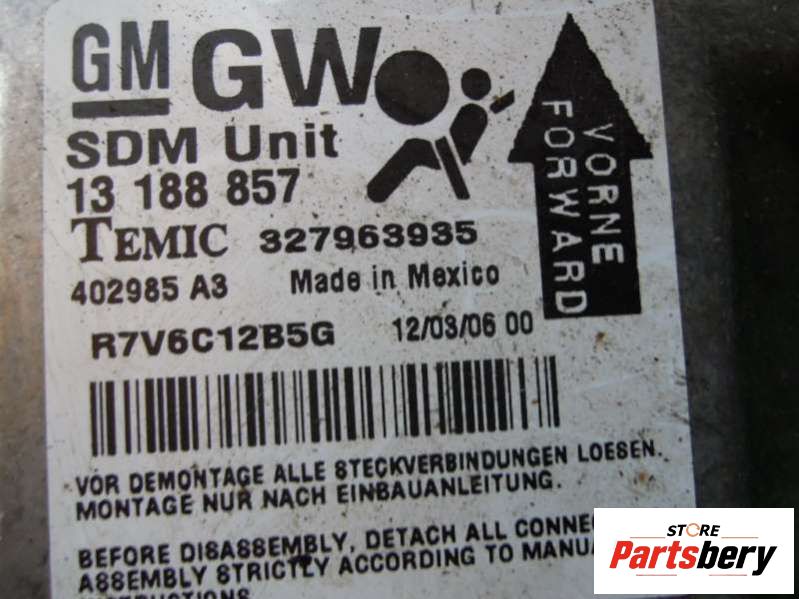 GM GW
SDM Unit
13 188 857
TEMIC 327963935
402985 A3 Made in Mexico
R7V6C12B5G 12/03/06 00
VORNE
FORWARD
VOR DEMONTAGE ALLE STECKVERBINDUNGEN LOESEN.
MONTAGE NUR NACH EINBAUANLEITUNG.
BEFORE DISASSEMBLY, DETACH ALL CONNE
ASSEMBLY STRICTLY ACCORDING TO MANUA
STORE
Partsbery